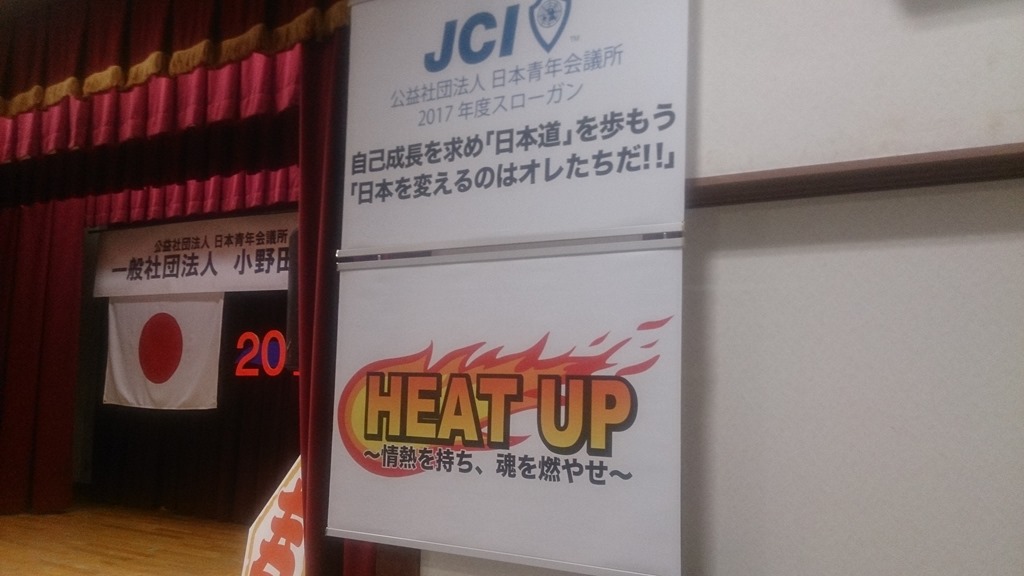 JCI
TM
公益社団法人 日本青年会議所
2017 年度スローガン
自己成長を求め「日本道」を歩もう
「日本を変えるのはオレたちだ!!」
HEAT UP
～情熱を持ち、魂を燃やせ～
公益社団法人 日本青年会議所
一般社団法人 小野田
20